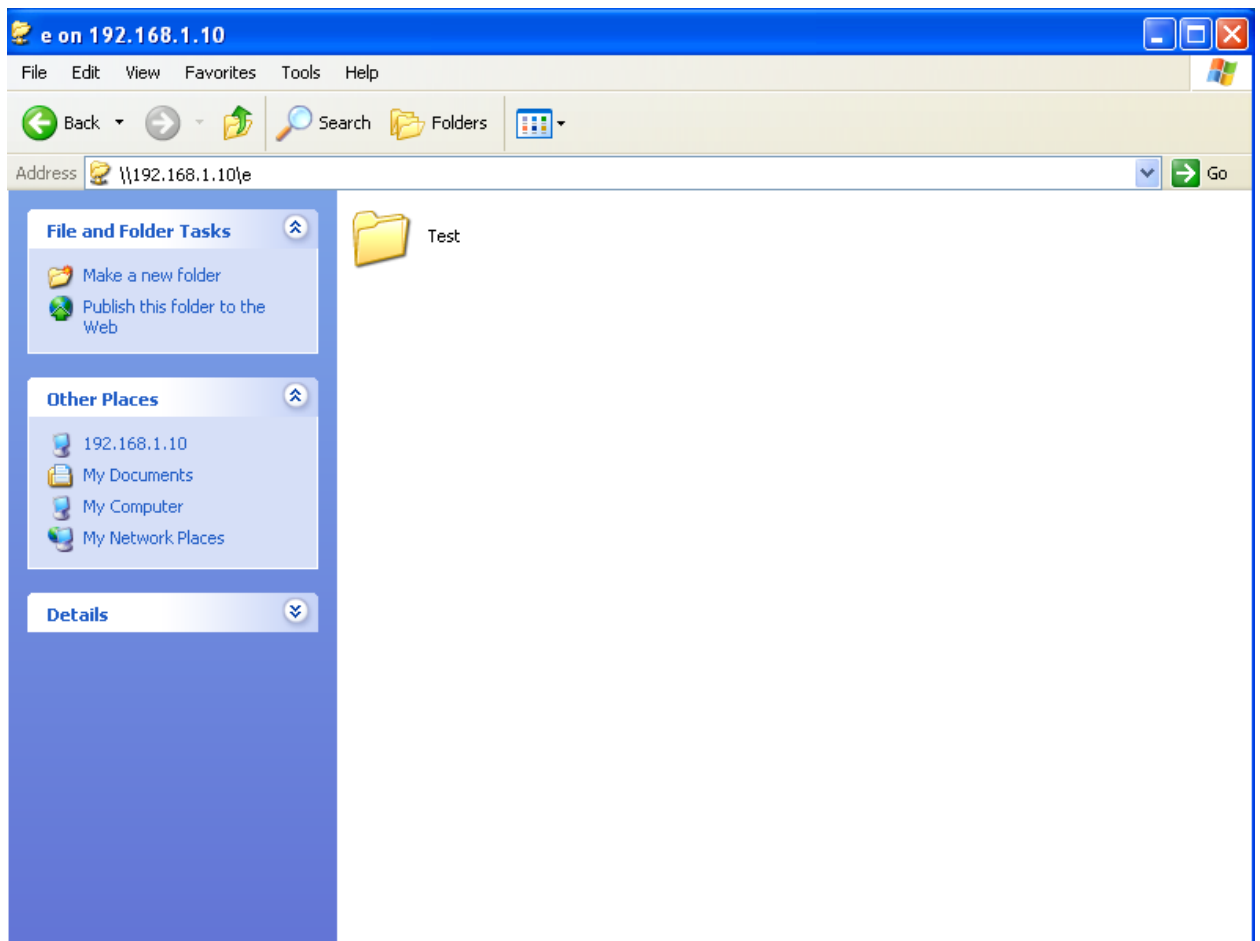 e on 192.168.1.10
File Edit View Favorites Tools Help
Back Search Folders
Address \\192.168.1.10\e Go
File and Folder Tasks
Make a new folder
Publish this folder to the
Web
Other Places
192.168.1.10
My Documents
My Computer
My Network Places
Details
Test